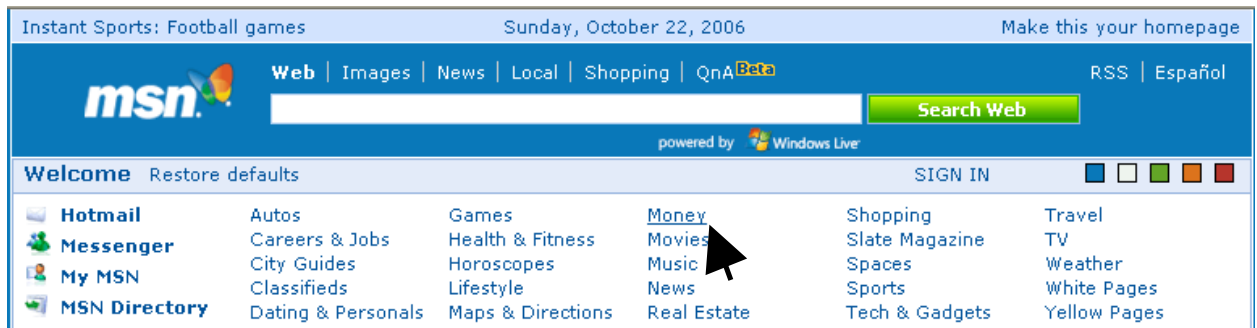 Instant Sports: Football games Sunday, October 22, 2006 Make this your homepage
Web | Images | News | Local | Shopping | QnA Beta RSS | Español
msn.
Search Web
powered by Windows Live
Welcome Restore defaults SIGN IN
Hotmail Autos Games Money Shopping Travel
Messenger Careers & Jobs Health & Fitness Movies Slate Magazine TV
My MSN City Guides Horoscopes Music Spaces Weather
MSN Directory Classifieds Lifestyle News Sports White Pages
Dating & Personals Maps & Directions Real Estate Tech & Gadgets Yellow Pages